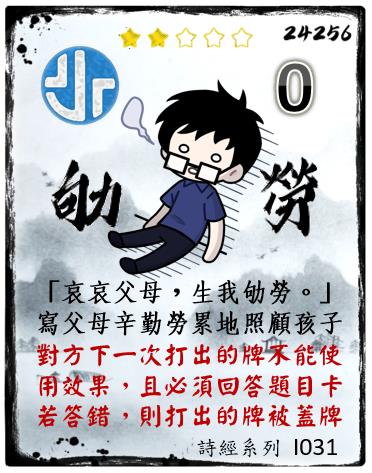 24256
0
劬 勞
「哀哀父母，生我劬勞。」
寫父母辛勤勞累地照顧孩子
對方下一次打出的牌不能使
用效果，且必須回答題目卡
若答錯，則打出的牌被蓋牌
詩經系列 I031